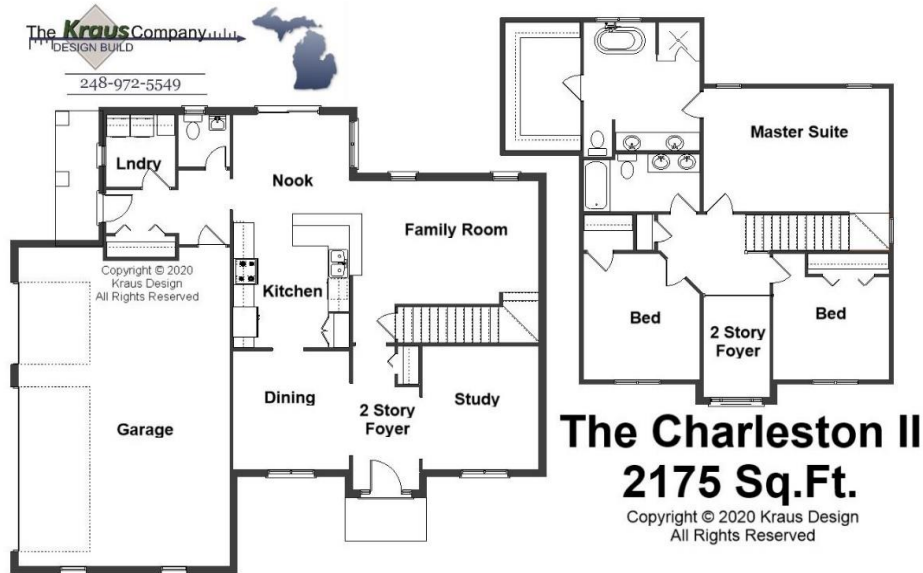 The Kraus Company
DESIGN BUILD
248-972-5549
Lndry
Nook
Family Room
Copyright © 2020
Kraus Design
All Rights Reserved
Kitchen
Dining
2 Story
Foyer
Study
Garage
Master Suite
Bed
2 Story
Foyer
Bed
The Charleston II
2175 Sq.Ft.
Copyright © 2020 Kraus Design
All Rights Reserved